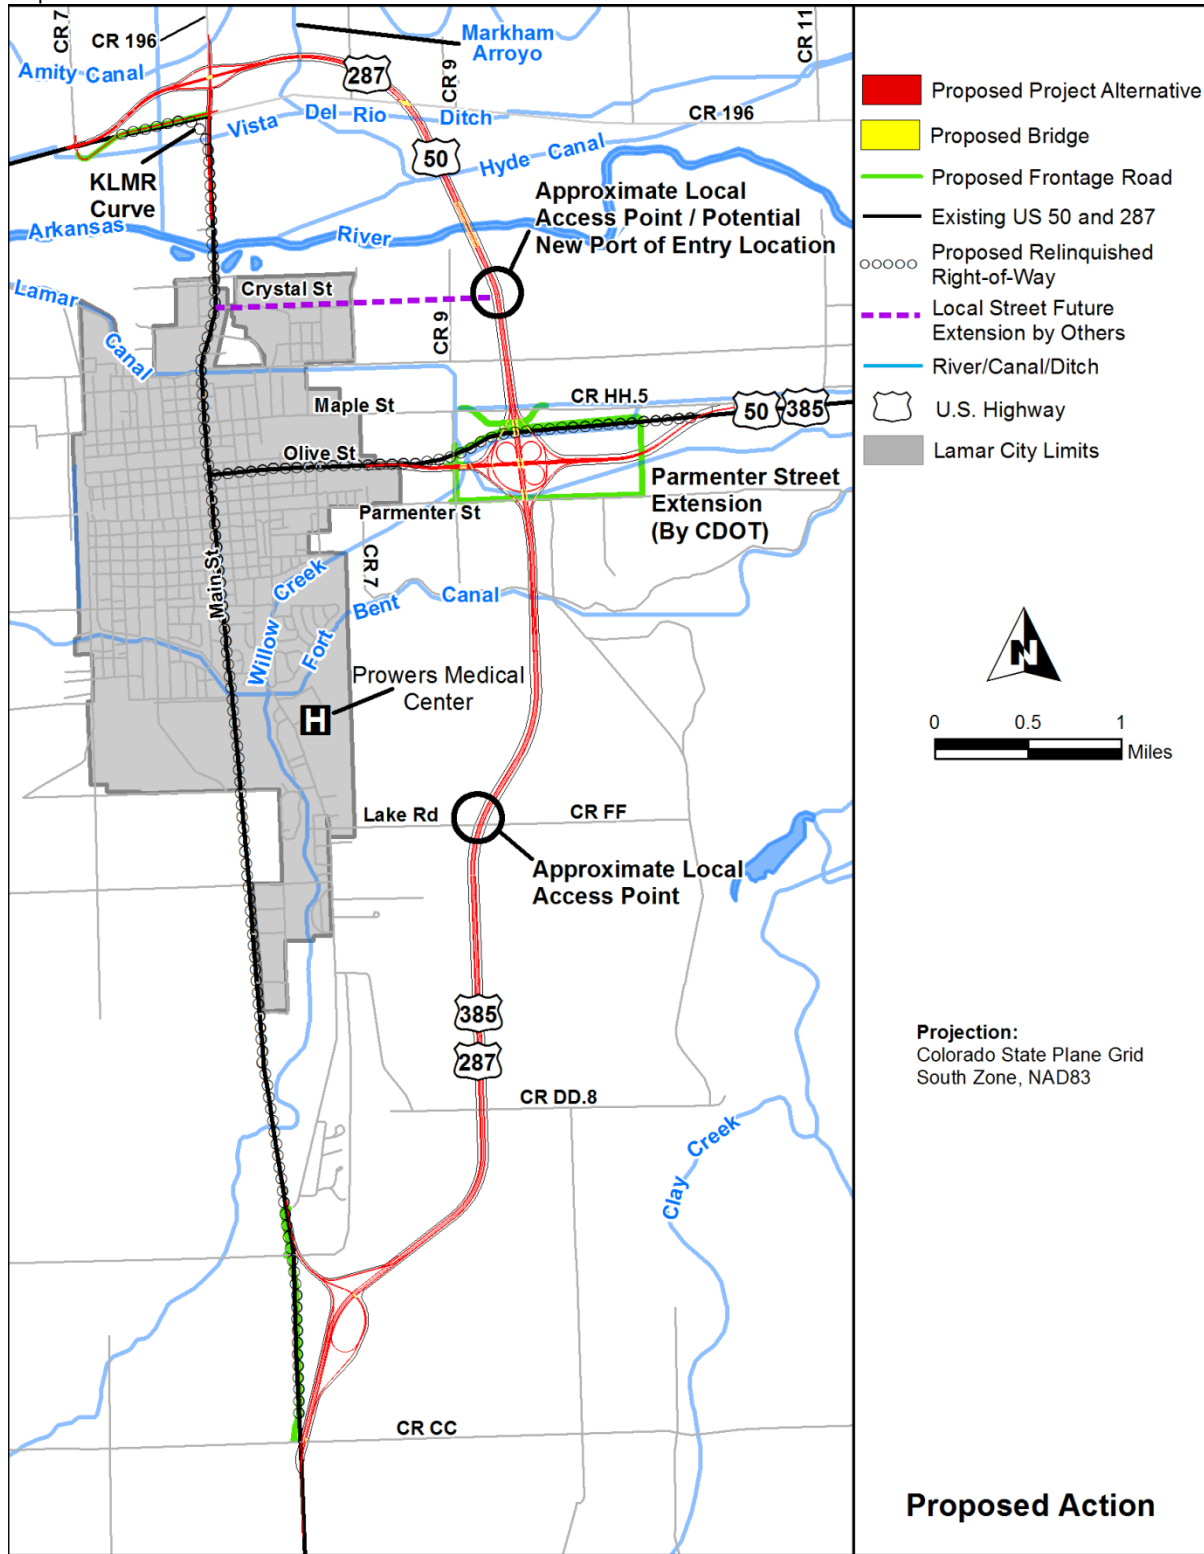 CR 7
CR 196
Markham
Arroyo
CR 9
CR 11
Amity Canal
287
Vista Del Rio Ditch
CR 196
50
Hyde Canal
KLMR
Curve
Approximate Local
Access Point / Potential
New Port of Entry Location
Arkansas River
Lamar Canal
Crystal St
CR 9
Maple St
CR HH.5
50
385
Olive St
Parmenter Street
Extension
(By CDOT)
Parmenter St
CR 7
Main St
Willow Creek
Fort Bent Canal
Prowers Medical
Center
H
Lake Rd
CR FF
Approximate Local
Access Point
385
287
CR DD.8
Clay Creek
CR CC
Proposed Project Alternative
Proposed Bridge
Proposed Frontage Road
Existing US 50 and 287
Proposed Relinquished
Right-of-Way
Local Street Future
Extension by Others
River/Canal/Ditch
U.S. Highway
Lamar City Limits
N
0 0.5 1
Miles
Projection:
Colorado State Plane Grid
South Zone, NAD83
Proposed Action